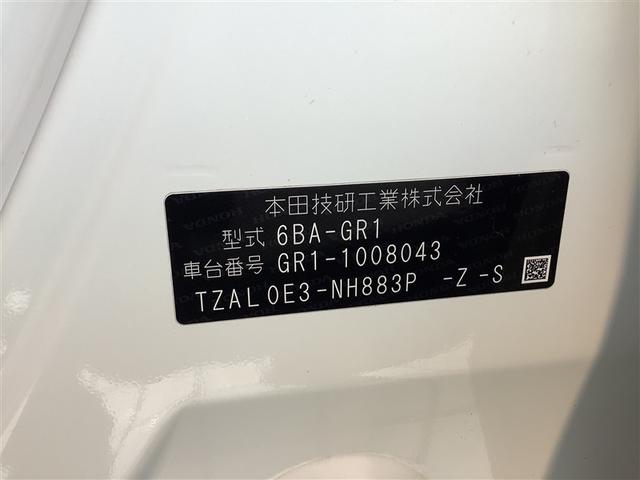 本田技研工業株式会社
型式 6BA-GR1
車台番号 GR1-1008043
TZAL0E3-NH883P -Z -S